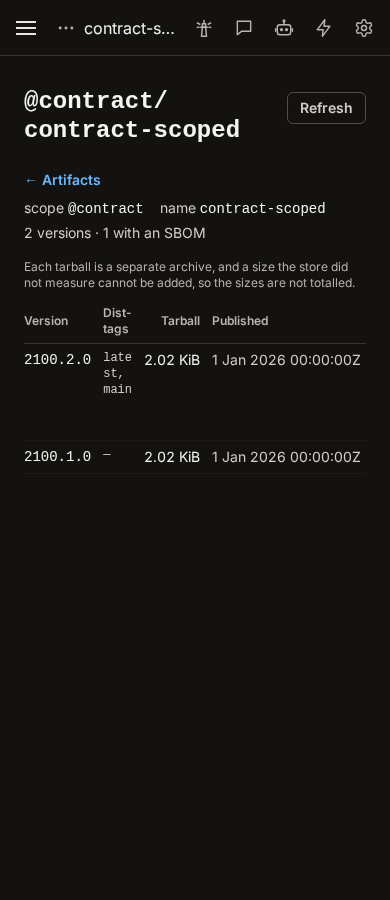 ··· contract-s...
@contract/
contract-scoped
Refresh
← Artifacts
scope @contract name contract-scoped
2 versions · 1 with an SBOM
Each tarball is a separate archive, and a size the store did
not measure cannot be added, so the sizes are not totalled.
Version Dist-tags Tarball Published
2100.2.0 latest, main 2.02 KiB 1 Jan 2026 00:00:00Z
2100.1.0 — 2.02 KiB 1 Jan 2026 00:00:00Z